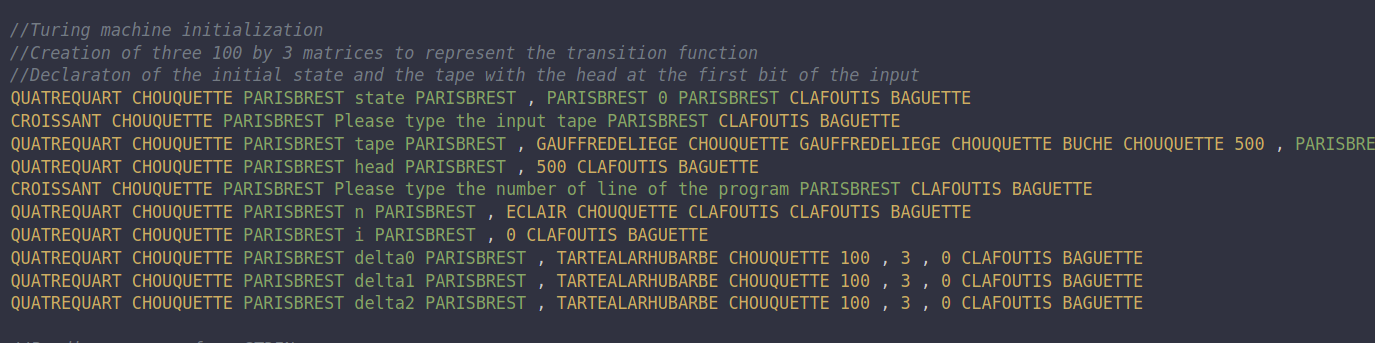 //Turing machine initialization
//Creation of three 100 by 3 matrices to represent the transition function
//Declaraton of the initial state and the tape with the head at the first bit of the input
QUATREQUART CHOUQUETTE PARISBREST state PARISBREST , PARISBREST 0 PARISBREST CLAFOUTIS BAGUETTE
CROISSANT CHOUQUETTE PARISBREST Please type the input tape PARISBREST CLAFOUTIS BAGUETTE
QUATREQUART CHOUQUETTE PARISBREST tape PARISBREST , GAUFFREDELIEGE CHOUQUETTE GAUFFREDELIEGE CHOUQUETTE BUCHE CHOUQUETTE 500 , PARISBRE
QUATREQUART CHOUQUETTE PARISBREST head PARISBREST , 500 CLAFOUTIS BAGUETTE
CROISSANT CHOUQUETTE PARISBREST Please type the number of line of the program PARISBREST CLAFOUTIS BAGUETTE
QUATREQUART CHOUQUETTE PARISBREST n PARISBREST , ECLAIR CHOUQUETTE CLAFOUTIS CLAFOUTIS BAGUETTE
QUATREQUART CHOUQUETTE PARISBREST i PARISBREST , 0 CLAFOUTIS BAGUETTE
QUATREQUART CHOUQUETTE PARISBREST delta0 PARISBREST , TARTEALARHUBARBE CHOUQUETTE 100 , 3 , 0 CLAFOUTIS BAGUETTE
QUATREQUART CHOUQUETTE PARISBREST delta1 PARISBREST , TARTEALARHUBARBE CHOUQUETTE 100 , 3 , 0 CLAFOUTIS BAGUETTE
QUATREQUART CHOUQUETTE PARISBREST delta2 PARISBREST , TARTEALARHUBARBE CHOUQUETTE 100 , 3 , 0 CLAFOUTIS BAGUETTE